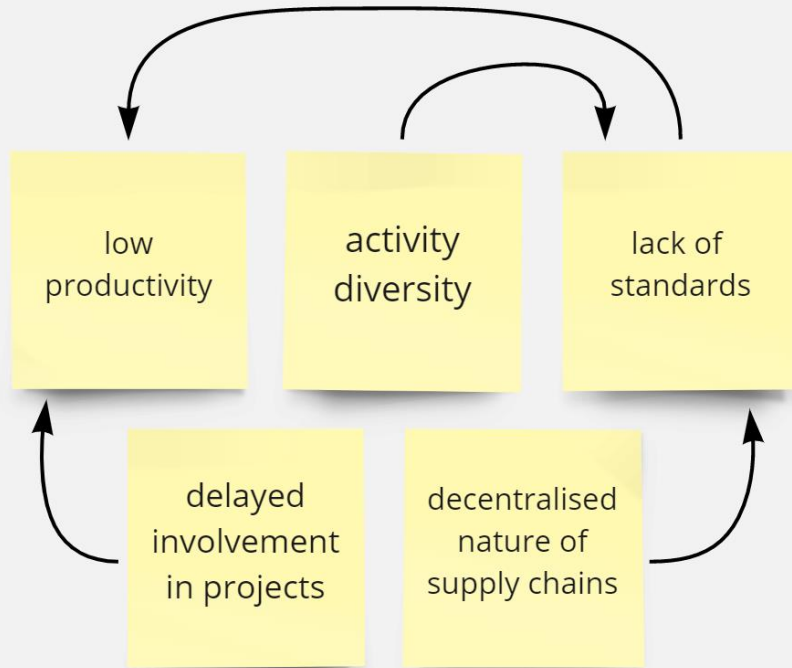 low
productivity
activity
diversity
lack of
standards
delayed
involvement
in projects
decentralised
nature of
supply chains